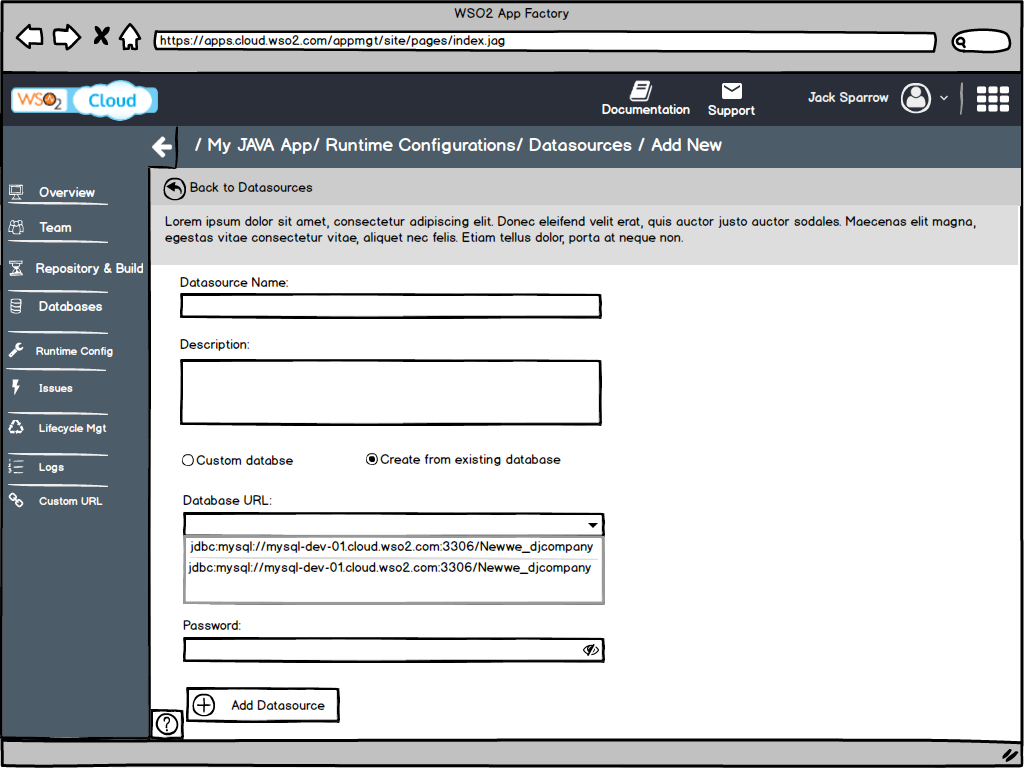 WSO2 App Factory
https://apps.cloud.wso2.com/appmgt/site/pages/index.jag
WSO2 Cloud
Documentation
Support
Jack Sparrow
/ My JAVA App/ Runtime Configurations/ Datasources / Add New
Back to Datasources
Lorem ipsum dolor sit amet, consectetur adipiscing elit. Donec eleifend velit erat, quis auctor justo auctor sodales. Maecenas elit magna,
egestas vitae consectetur vitae, aliquet nec felis. Etiam tellus dolor, porta at neque non.
Overview
Team
Repository & Build
Databases
Runtime Config
Issues
Lifecycle Mgt
Logs
Custom URL
Datasource Name:
Description:
Custom databse
Create from existing database
Database URL:
jdbc:mysql://mysql-dev-01.cloud.wso2.com:3306/Newwe_djcompany
jdbc:mysql://mysql-dev-01.cloud.wso2.com:3306/Newwe_djcompany
Password:
Add Datasource
?